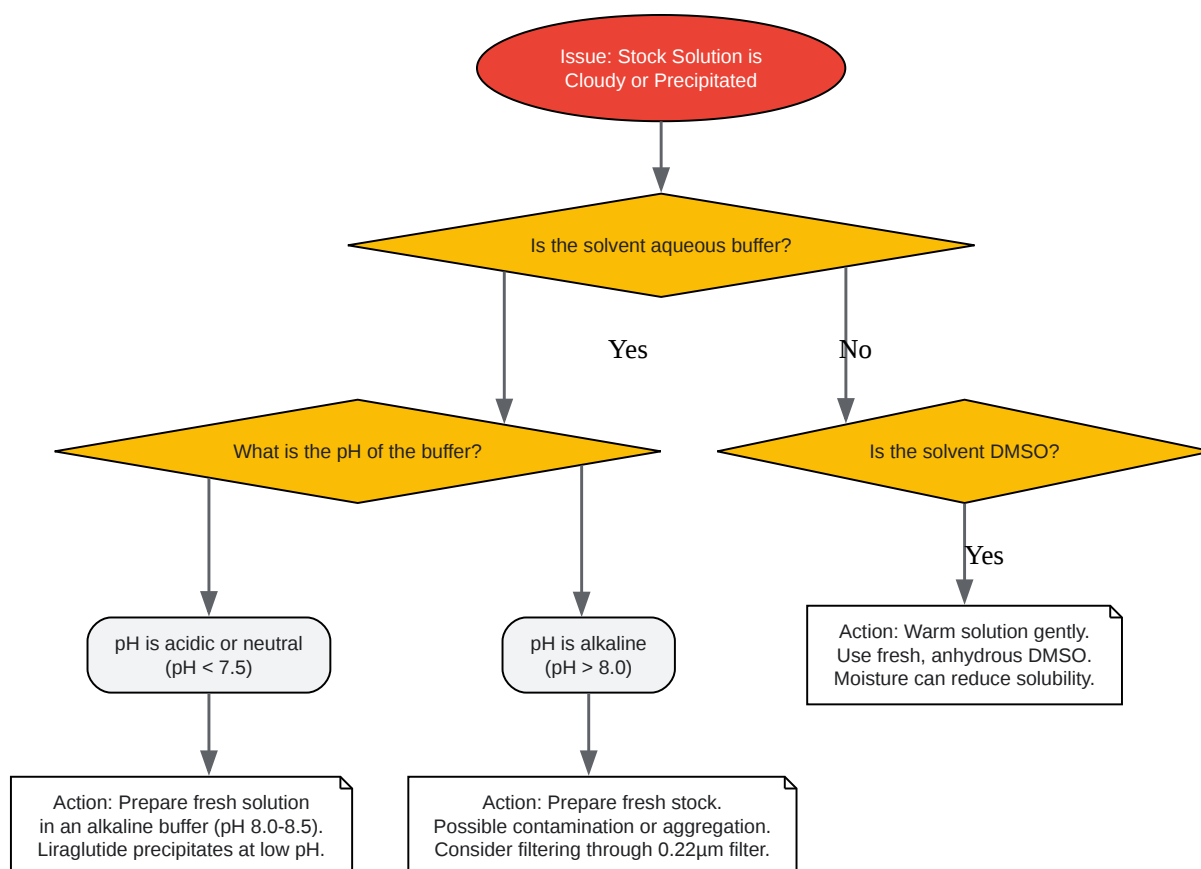 Issue: Stock Solution is
Cloudy or Precipitated
Is the solvent aqueous buffer?
Yes
No
What is the pH of the buffer?
Is the solvent DMSO?
Yes
pH is acidic or neutral
(pH < 7.5)
pH is alkaline
(pH > 8.0)
Action: Warm solution gently.
Use fresh, anhydrous DMSO.
Moisture can reduce solubility.
Action: Prepare fresh solution
in an alkaline buffer (pH 8.0-8.5).
Liraglutide precipitates at low pH.
Action: Prepare fresh stock.
Possible contamination or aggregation.
Consider filtering through 0.22µm filter.